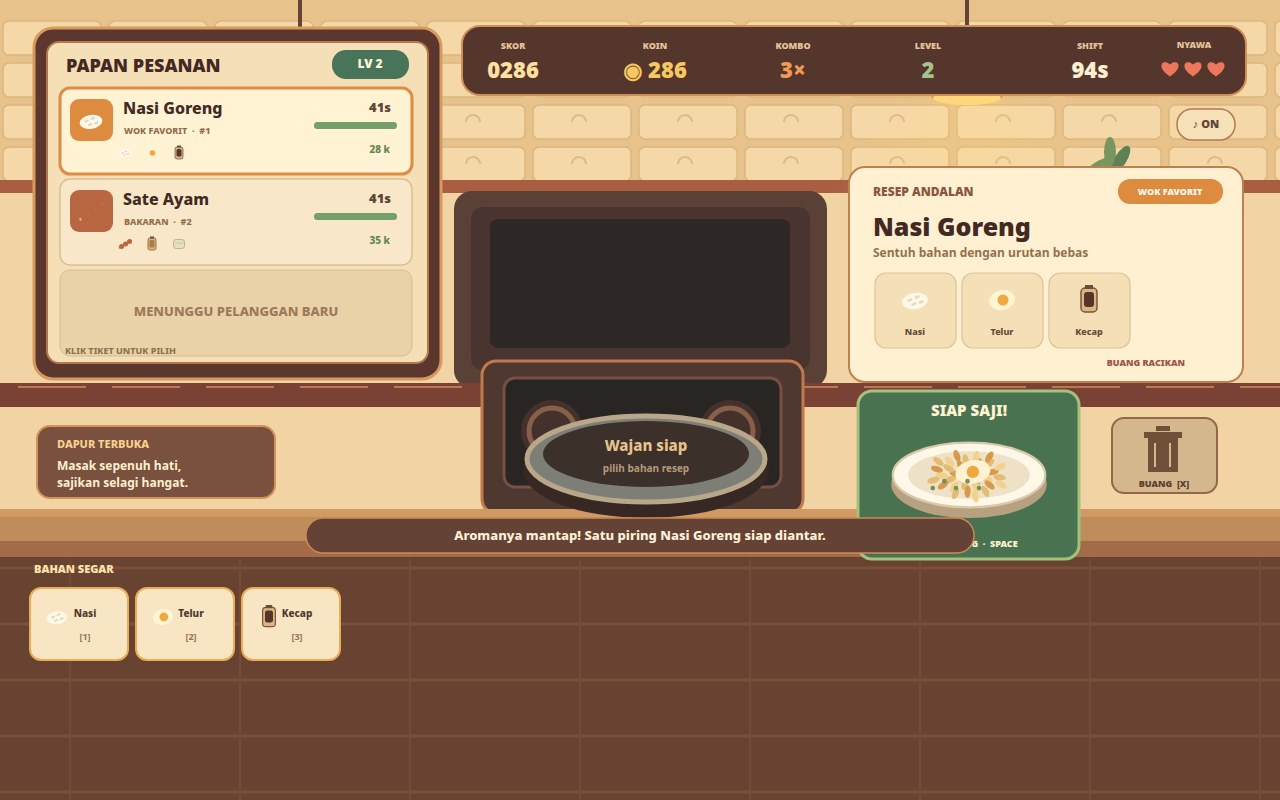 PAPAN PESANAN
LV 2
Nasi Goreng
41s
WOK FAVORIT · #1
28 k
Sate Ayam
41s
BAKARAN · #2
35 k
MENUNGGU PELANGGAN BARU
KLIK TIKET UNTUK PILIH
SKOR
0286
KOIN
286
KOMBO
3×
LEVEL
2
SHIFT
94s
NYAWA
♪ ON
RESEP ANDALAN
WOK FAVORIT
Nasi Goreng
Sentuh bahan dengan urutan bebas
Nasi
Telur
Kecap
BUANG RACIKAN
DAPUR TERBUKA
Masak sepenuh hati,
sajikan selagi hangat.
Wajan siap
pilih bahan resep
SIAP SAJI!
· SPACE
BUANG [X]
Aromanya mantap! Satu piring Nasi Goreng siap diantar.
BAHAN SEGAR
Nasi
[1]
Telur
[2]
Kecap
[3]